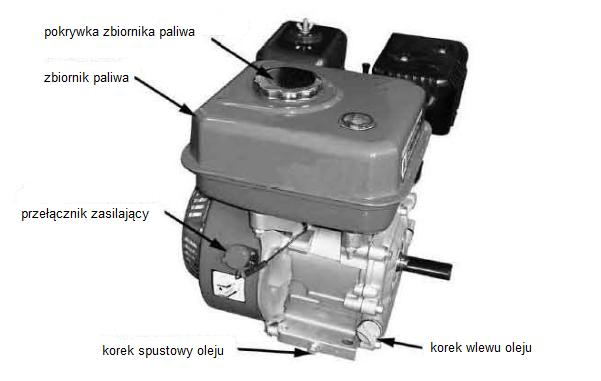 pokrywka zbiornika paliwa
zbiornik paliwa
przełącznik zasilający
korek spustowy oleju
korek wlewu oleju